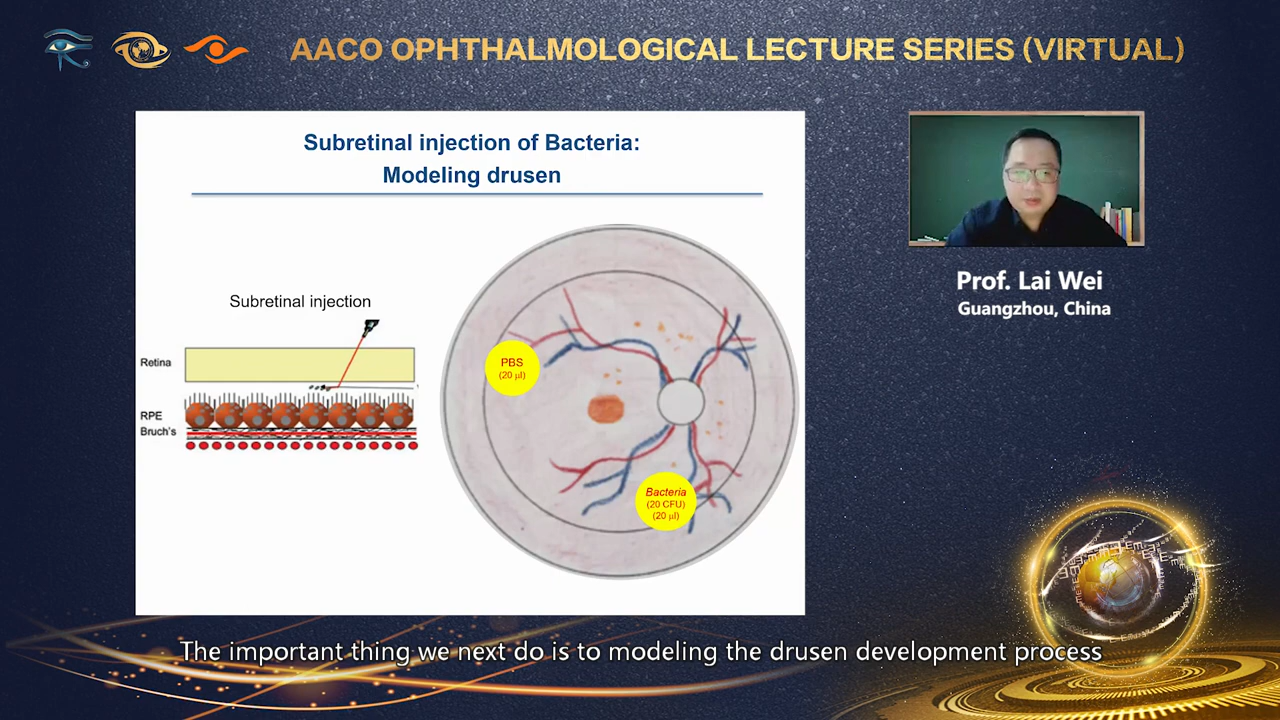 AACO OPHTHALMOLOGICAL LECTURE SERIES (VIRTUAL)
Subretinal injection of Bacteria:
Modeling drusen
Subretinal injection
Retina
RPE
Bruch's
PBS
(20 µl)
Bacteria
(20 CFU)
(20 µl)
Prof. Lai Wei
Guangzhou, China
The important thing we next do is to modeling the drusen development process